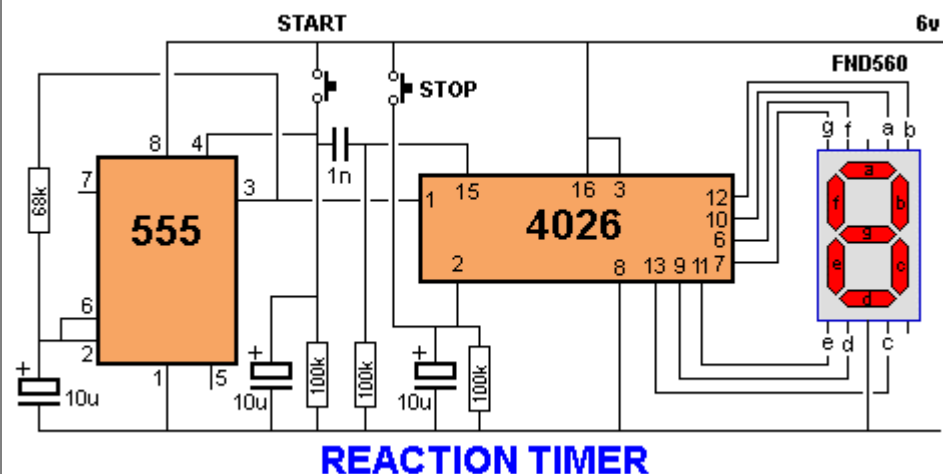 START
6v
FND560
STOP
g f a b
8 4
1n
7
3
68k
555
1 15 16 3
12
10
6
7
4026
2 8 13 9 11
a
f b
g
e c
d
6
2
1 5
e d c
+
10u
+
10u
100k
100k
+
10u
100k
REACTION TIMER